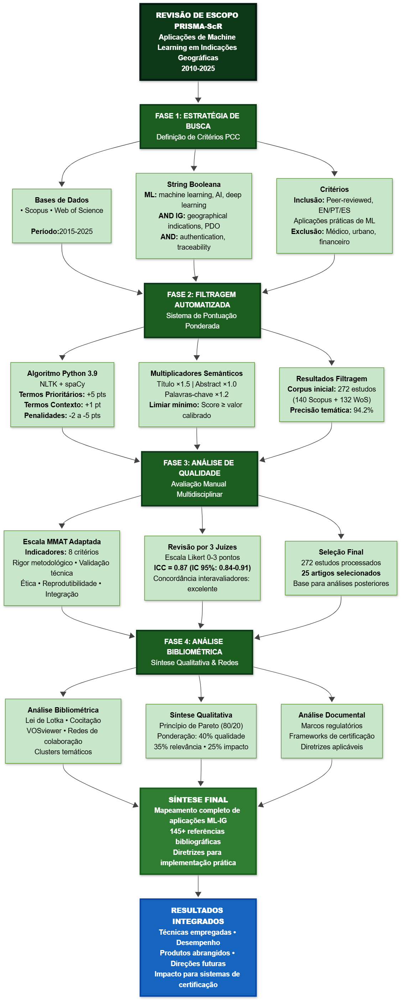 REVISÃO DE ESCOPO
PRISMA-ScR
Aplicações de Machine
Learning em Indicações
Geográficas
2010-2025
FASE 1: ESTRATÉGIA DE
BUSCA
Definição de Critérios PCC
Bases de Dados
• Scopus • Web of Science
Período:2015-2025
String Booleana
ML: machine learning, AI, deep
learning
AND IG: geographical
indications, PDO
AND: authentication,
traceability
Critérios
Inclusão: Peer-reviewed,
EN/PT/ES
Aplicações práticas de ML
Exclusão: Médico, urbano,
financeiro
FASE 2: FILTRAGEM
AUTOMATIZADA
Sistema de Pontuação
Ponderada
Algoritmo Python 3.9
NLTK + spaCy
Termos Prioritários: +5 pts
Termos Contexto: +1 pt
Penalidades: -2 a -5 pts
Multiplicadores Semânticos
Título ×1.5 | Abstract ×1.0
Palavras-chave ×1.2
Limiar mínimo: Score ≥ valor
calibrado
Resultados Filtragem
Corpus inicial: 272 estudos
(140 Scopus + 132 WoS)
Precisão temática: 94.2%
FASE 3: ANÁLISE DE
QUALIDADE
Avaliação Manual
Multidisciplinar
Escala MMAT Adaptada
Indicadores: 8 critérios
Rigor metodológico • Validação
técnica
Ética • Reprodutibilidade •
Integração
Revisão por 3 Juízes
Escala Likert 0-3 pontos
ICC = 0.87 (IC 95%: 0.84-0.91)
Concordância interavaliadores:
excelente
Seleção Final
272 estudos processados
25 artigos selecionados
Base para análises posteriores
FASE 4: ANÁLISE
BIBLIOMÉTRICA
Síntese Qualitativa & Redes
Análise Bibliométrica
Lei de Lotka • Cocitação
VOSviewer • Redes de
colaboração
Clusters temáticos
Síntese Qualitativa
Princípio de Pareto (80/20)
Ponderação: 40% qualidade
35% relevância • 25% impacto
Análise Documental
Marcos regulatórios
Frameworks de certificação
Diretrizes aplicáveis
SÍNTESE FINAL
Mapeamento completo de
aplicações ML-IG
145+ referências
bibliográficas
Diretrizes para
implementação prática
RESULTADOS
INTEGRADOS
Técnicas empregadas •
Desempenho
Produtos abrangidos •
Direções futuras
Impacto para sistemas de
certificação